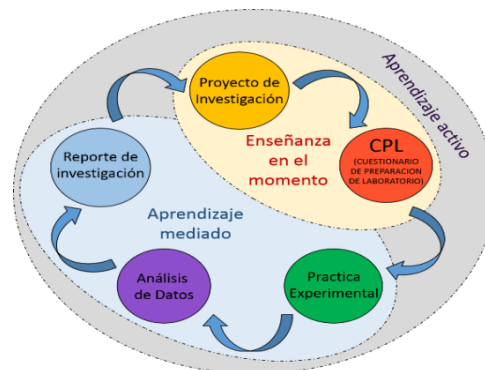 Proyecto de
Investigación
Aprendizaje activo
Enseñanza
en el
momento
CPL
(CUESTIONARIO
DE PREPARACION
DE LABORATORIO)
Reporte de
investigación
Aprendizaje
mediado
Análisis
de Datos
Practica
Experimental